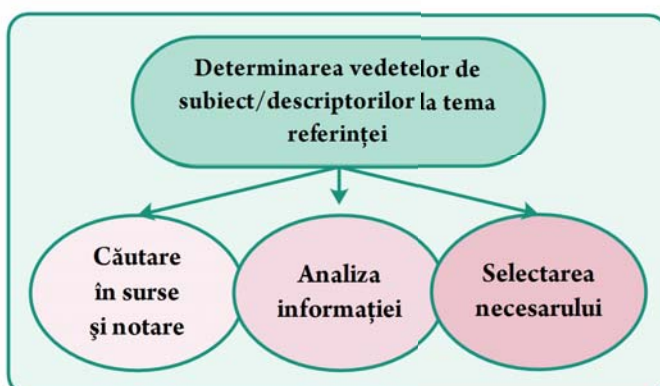 Determinarea vedetelor de
subiect/descriptorilor la tema
referinţei
Căutare
în surse
şi notare
Analiza
informaţiei
Selectarea
necesarului